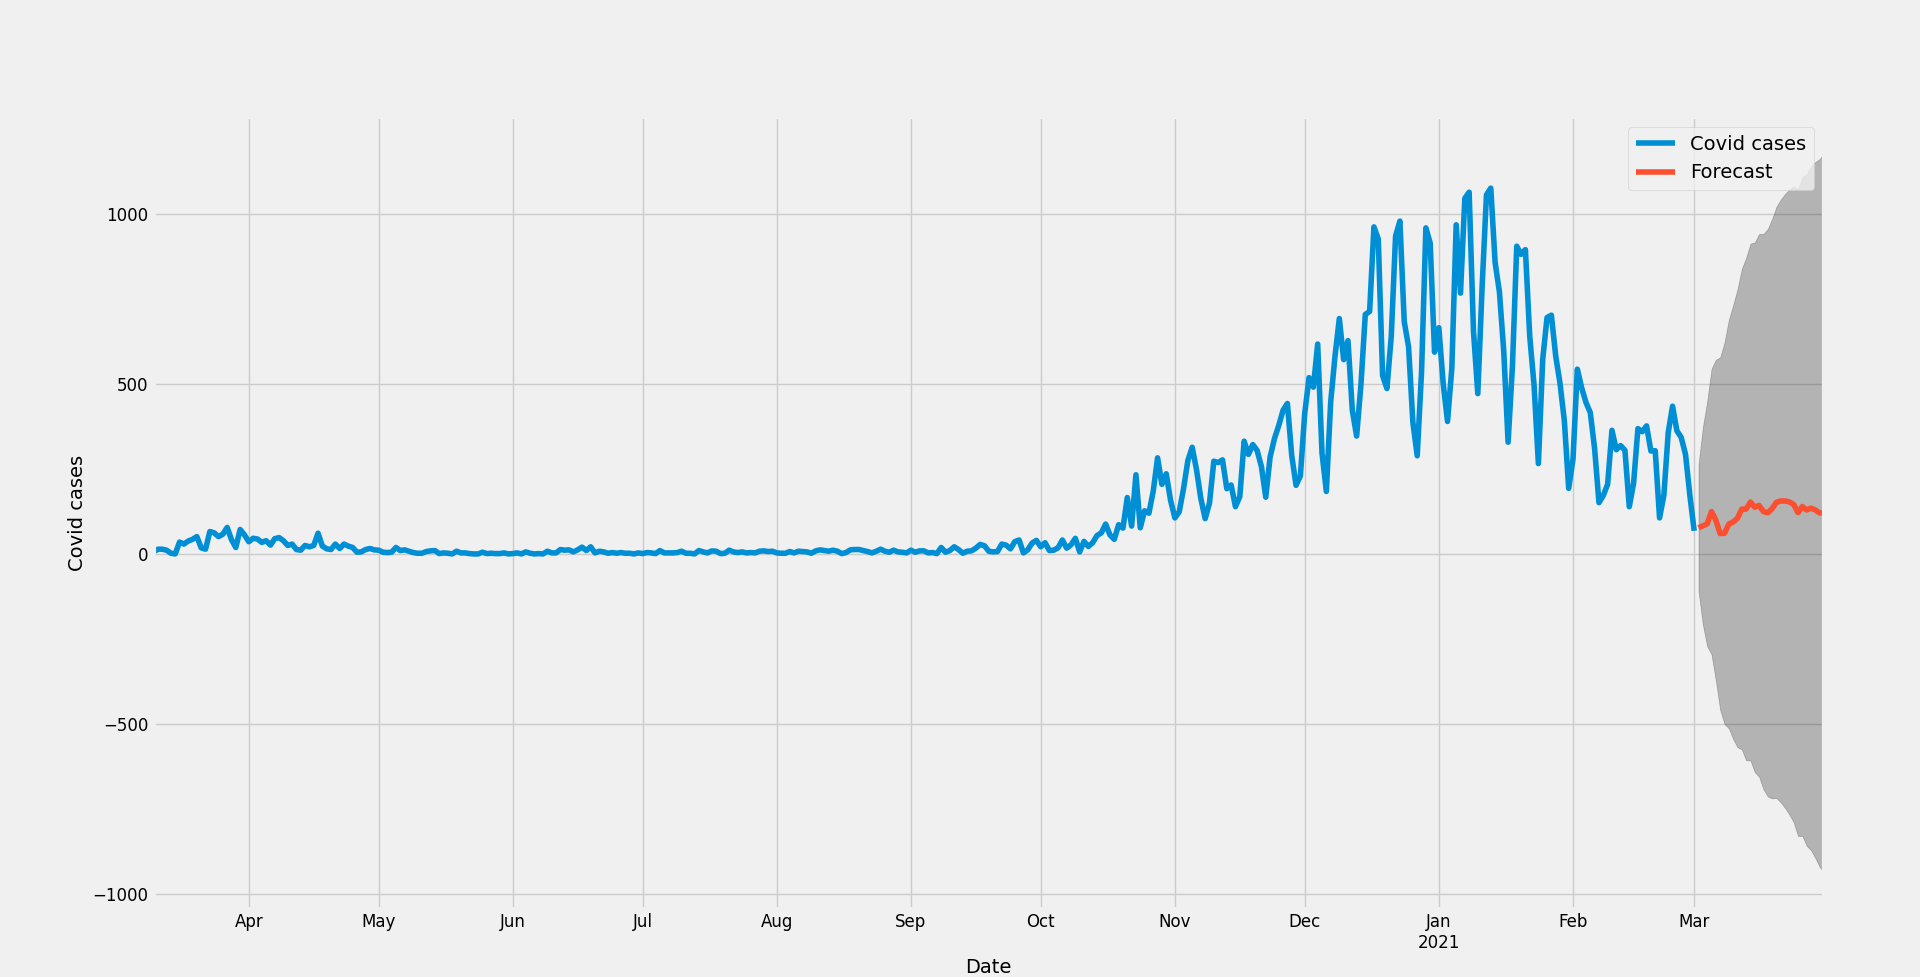 Covid cases
Forecast
1000
500
0
−500
−1000
Covid cases
Apr
May
Jun
Jul
Aug
Sep
Oct
Nov
Dec
Jan
2021
Feb
Mar
Date